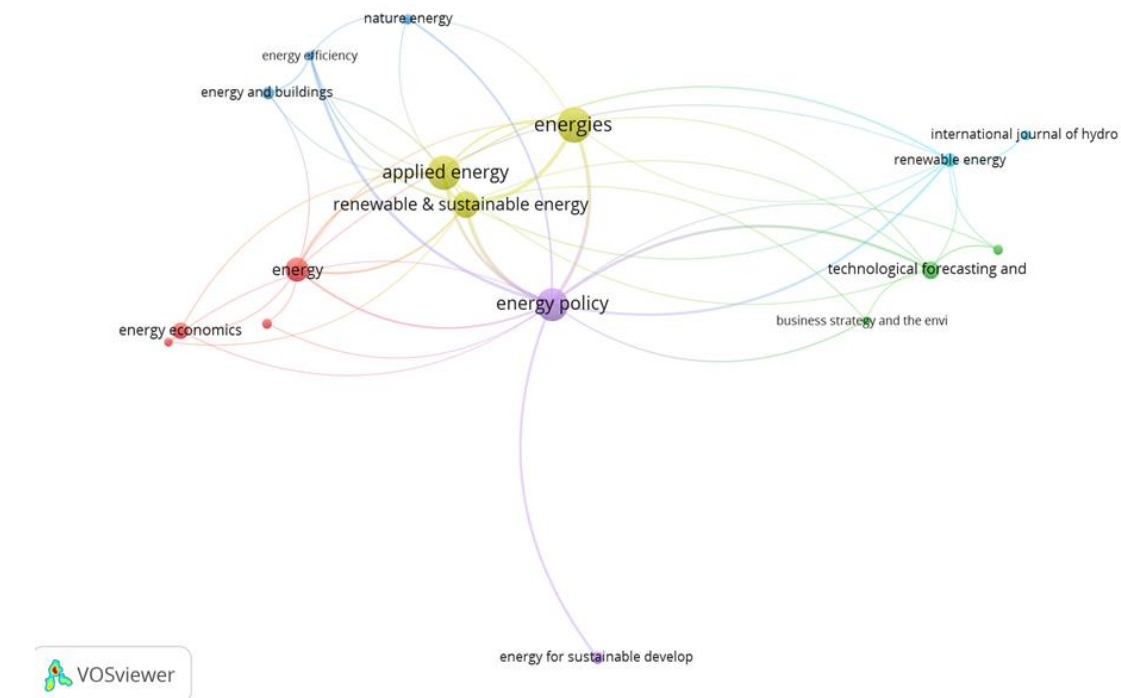 nature energy
energy efficiency
energy and buildings
energies
international journal of hydro
renewable energy
applied energy
renewable & sustainable energy
energy
technological forecasting and
energy policy
business strategy and the envi
energy economics
energy for sustainable develop
VOSviewer